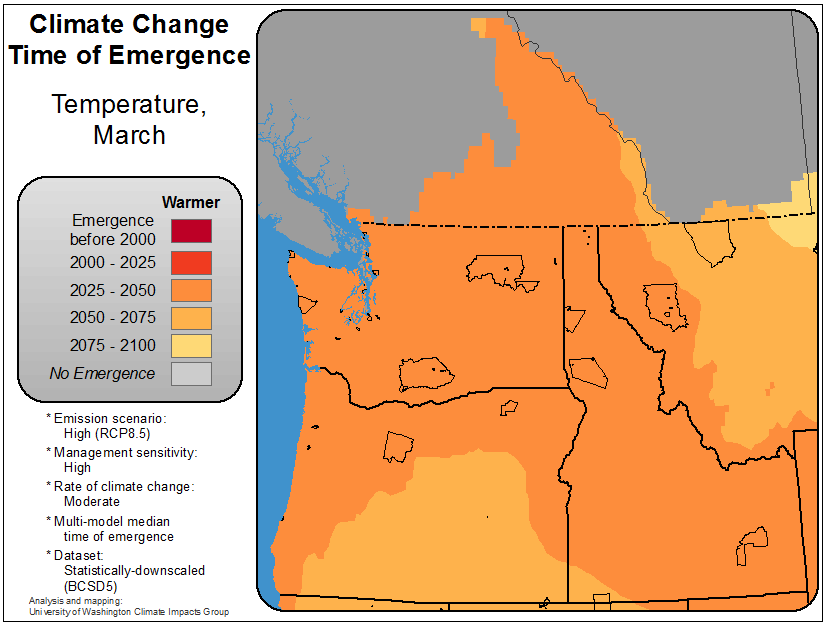 Climate Change
Time of Emergence
Temperature,
March
Warmer
Emergence
before 2000
2000 - 2025
2025 - 2050
2050 - 2075
2075 - 2100
No Emergence
* Emission scenario:
High (RCP8.5)
* Management sensitivity:
High
* Rate of climate change:
Moderate
* Multi-model median
time of emergence
* Dataset:
Statistically-downscaled
(BCSD5)
Analysis and mapping:
University of Washington Climate Impacts Group